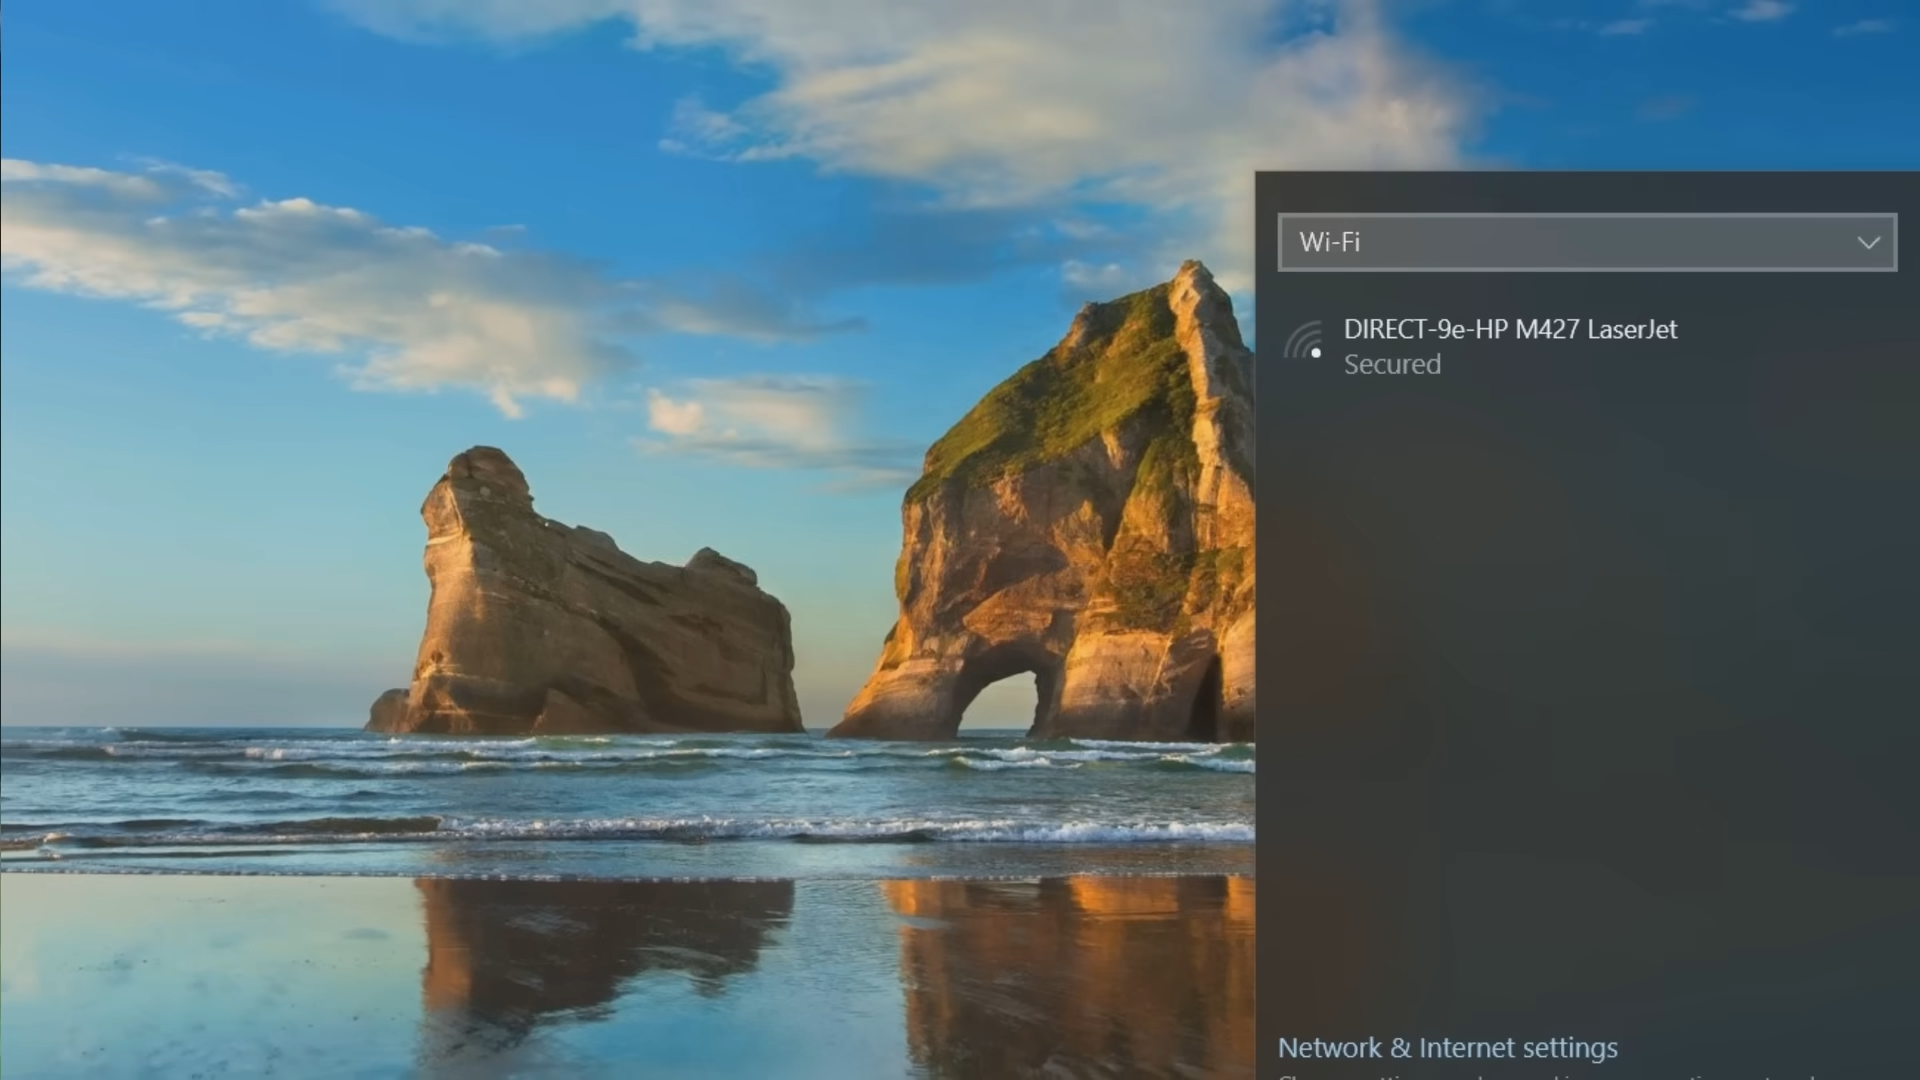 Wi-Fi
DIRECT-9e-HP M427 LaserJet
Secured
Network & Internet settings